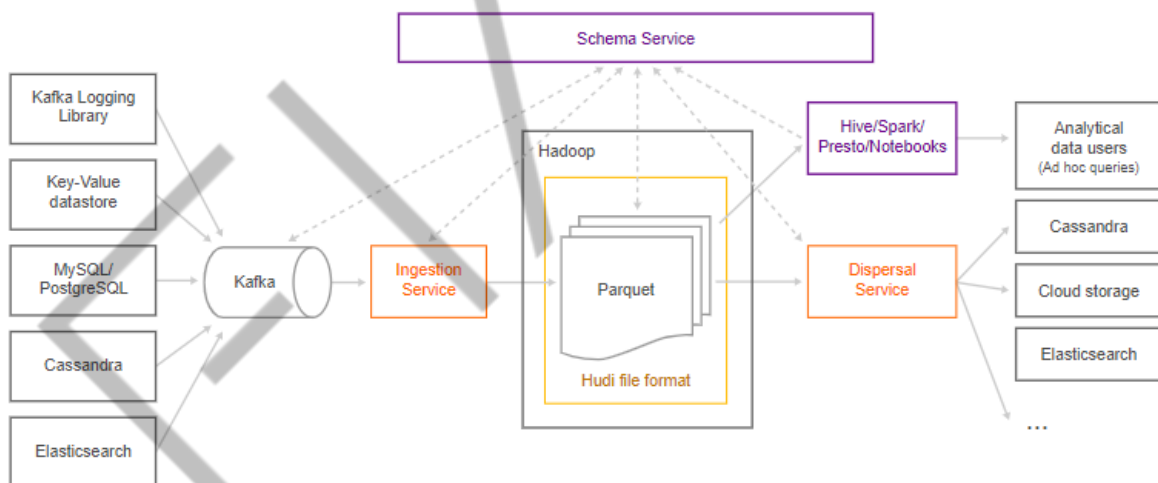 Schema Service
Kafka Logging
Library
Key-Value
datastore
MySQL/
PostgreSQL
Cassandra
Elasticsearch
Kafka
Ingestion
Service
Hadoop
Parquet
Hudi file format
Hive/Spark/
Presto/Notebooks
Dispersal
Service
Analytical
data users
(Ad hoc queries)
Cassandra
Cloud storage
Elasticsearch
...